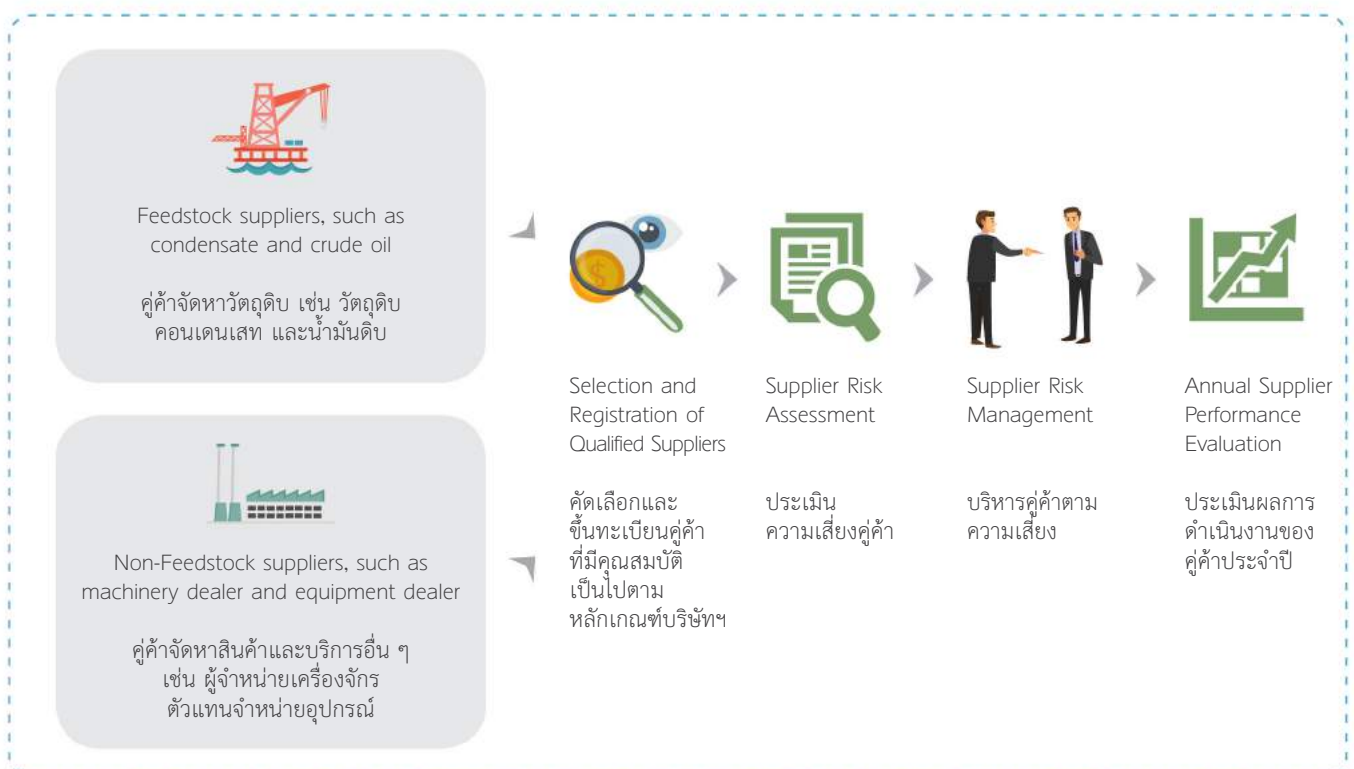 Feedstock suppliers, such as
condensate and crude oil
คู่ค้าจัดหาวัตถุดิบ เช่น วัตถุดิบ
คอนเดนเสท และน้ำมันดิบ
Non-Feedstock suppliers, such as
machinery dealer and equipment dealer
คู่ค้าจัดหาสินค้าและบริการอื่น ๆ
เช่น ผู้จำหน่ายเครื่องจักร
ตัวแทนจำหน่ายอุปกรณ์
Selection and
Registration of
Qualified Suppliers
คัดเลือกและ
ขึ้นทะเบียนคู่ค้า
ที่มีคุณสมบัติ
เป็นไปตาม
หลักเกณฑ์บริษัทฯ
Supplier Risk
Assessment
ประเมิน
ความเสี่ยงคู่ค้า
Supplier Risk
Management
บริหารคู่ค้าตาม
ความเสี่ยง
Annual Supplier
Performance
Evaluation
ประเมินผลการ
ดำเนินงานของ
คู่ค้าประจำปี